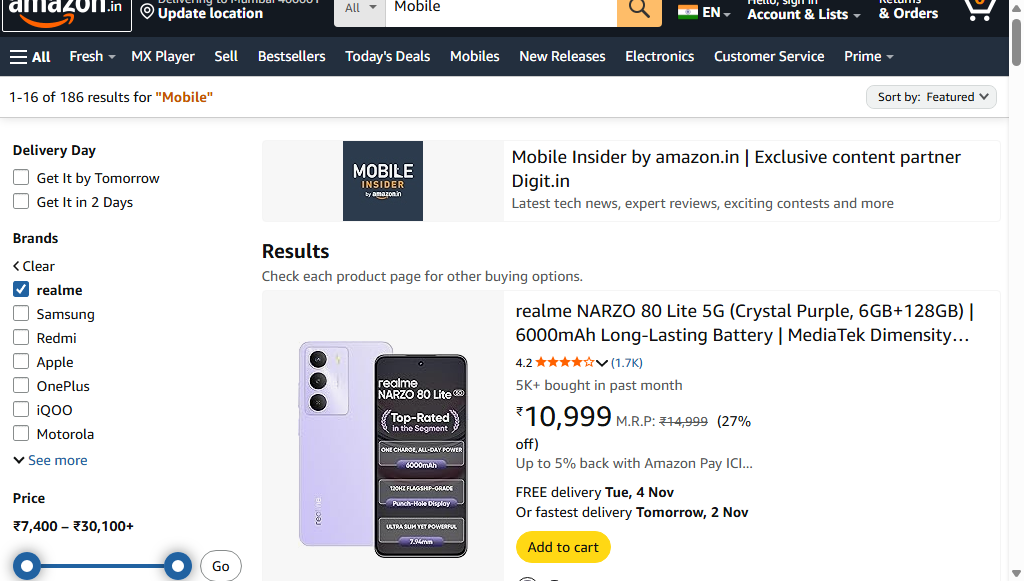 amazon.in
Delivering to Mumbai 400001
Update location
All
Mobile
EN
Hello, sign in
Account & Lists
Returns
& Orders
0
All
Fresh
MX Player
Sell
Bestsellers
Today's Deals
Mobiles
New Releases
Electronics
Customer Service
Prime
1-16 of 186 results for "Mobile"
Sort by: Featured
Delivery Day
Get It by Tomorrow
Get It in 2 Days
Brands
Clear
realme
Samsung
Redmi
Apple
OnePlus
iQOO
Motorola
See more
Price
₹7,400 – ₹30,100+
Go
MOBILE
INSIDER
by amazon.in
Mobile Insider by amazon.in | Exclusive content partner
Digit.in
Latest tech news, expert reviews, exciting contests and more
Results
Check each product page for other buying options.
realme
realme
NARZO 80 Lite 5G
Top-Rated
in the Segment
ONE CHARGE, ALL-DAY POWER
6000mAh
120HZ FLAGSHIP-GRADE
Punch-Hole Display
ULTRA SLIM YET POWERFUL
7.94mm
realme NARZO 80 Lite 5G (Crystal Purple, 6GB+128GB) |
6000mAh Long-Lasting Battery | MediaTek Dimensity…
4.2 (1.7K)
5K+ bought in past month
₹10,999 M.R.P: ₹14,999 (27%
off)
Up to 5% back with Amazon Pay ICI…
FREE delivery Tue, 4 Nov
Or fastest delivery Tomorrow, 2 Nov
Add to cart